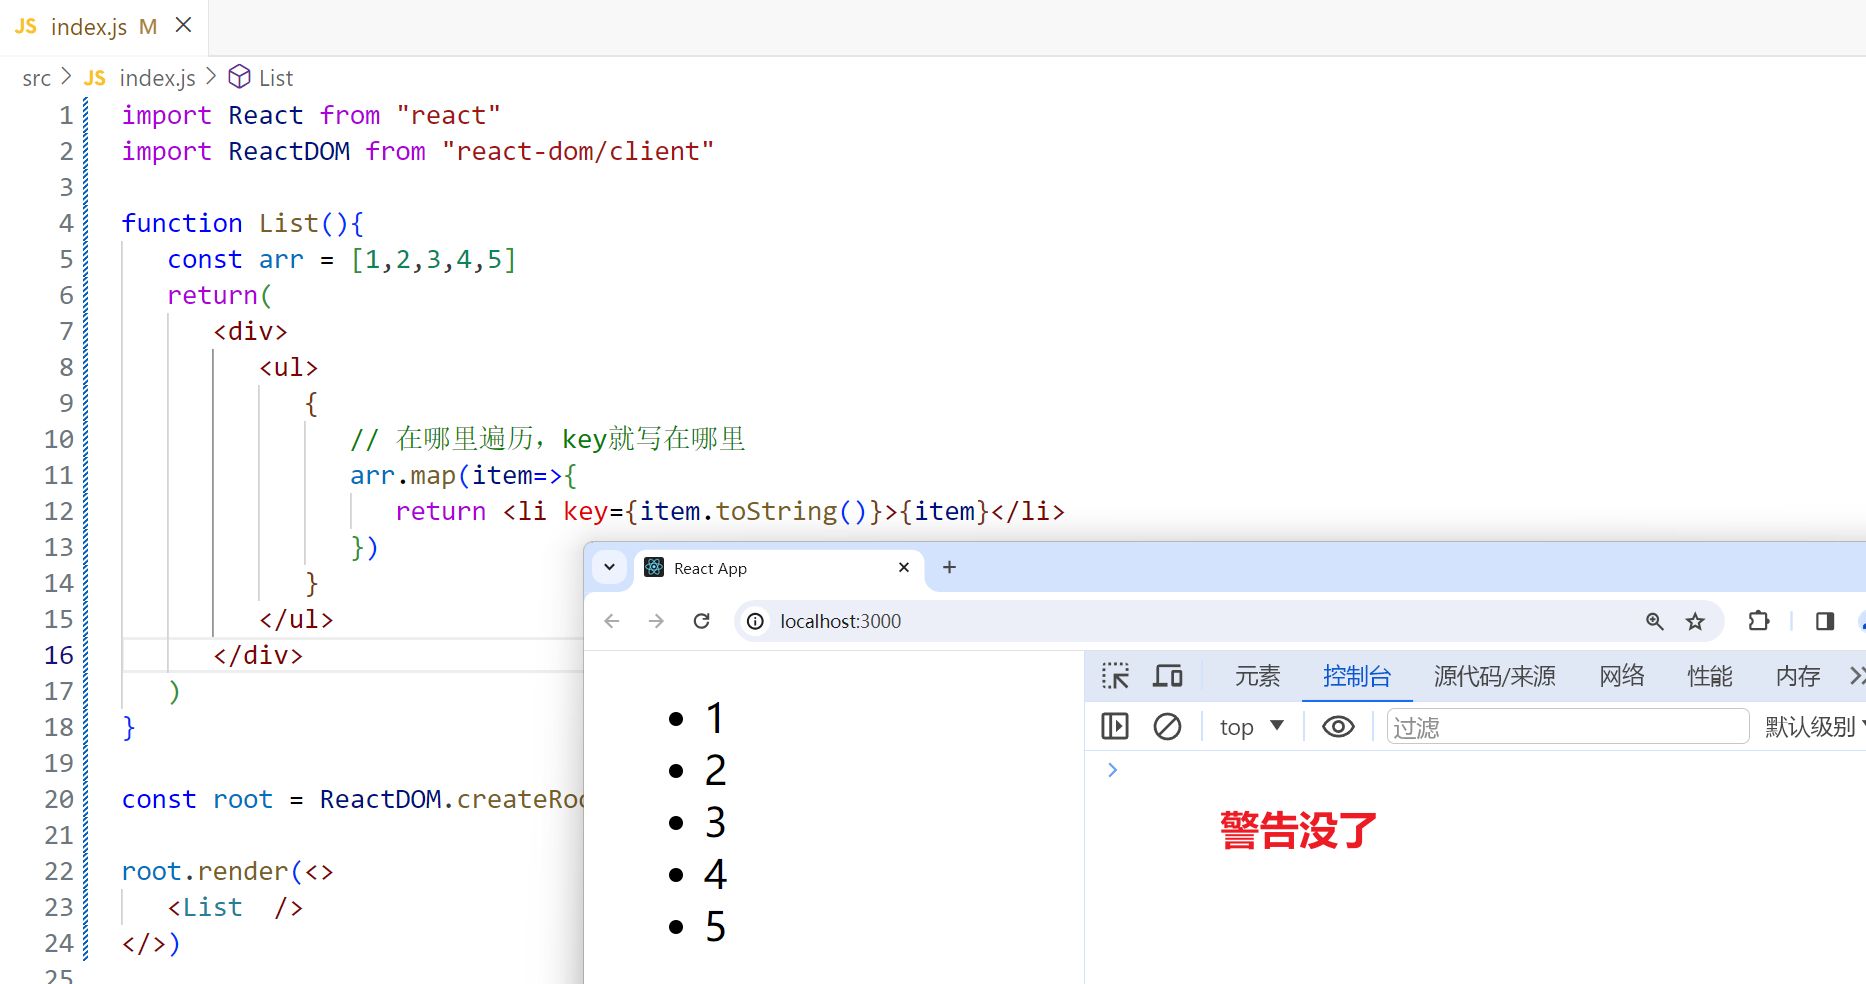 JS index.js M
src > JS index.js > List
1 import React from "react"
2 import ReactDOM from "react-dom/client"
3
4 function List(){
5 const arr = [1,2,3,4,5]
6 return(
7 <div>
8 <ul>
9 {
10 // 在哪里遍历，key就写在哪里
11 arr.map(item=>{
12 return <li key={item.toString()}>{item}</li>
13 })
14 }
15 </ul>
16 </div>
17 )
18 }
19
20 const root = ReactDOM.createRoo
21
22 root.render(<>
23 <List />
24 </>)
25
React App
localhost:3000
元素 控制台 源代码/来源 网络 性能 内存
top 过滤 默认级别
1
2
3
4
5
警告没了